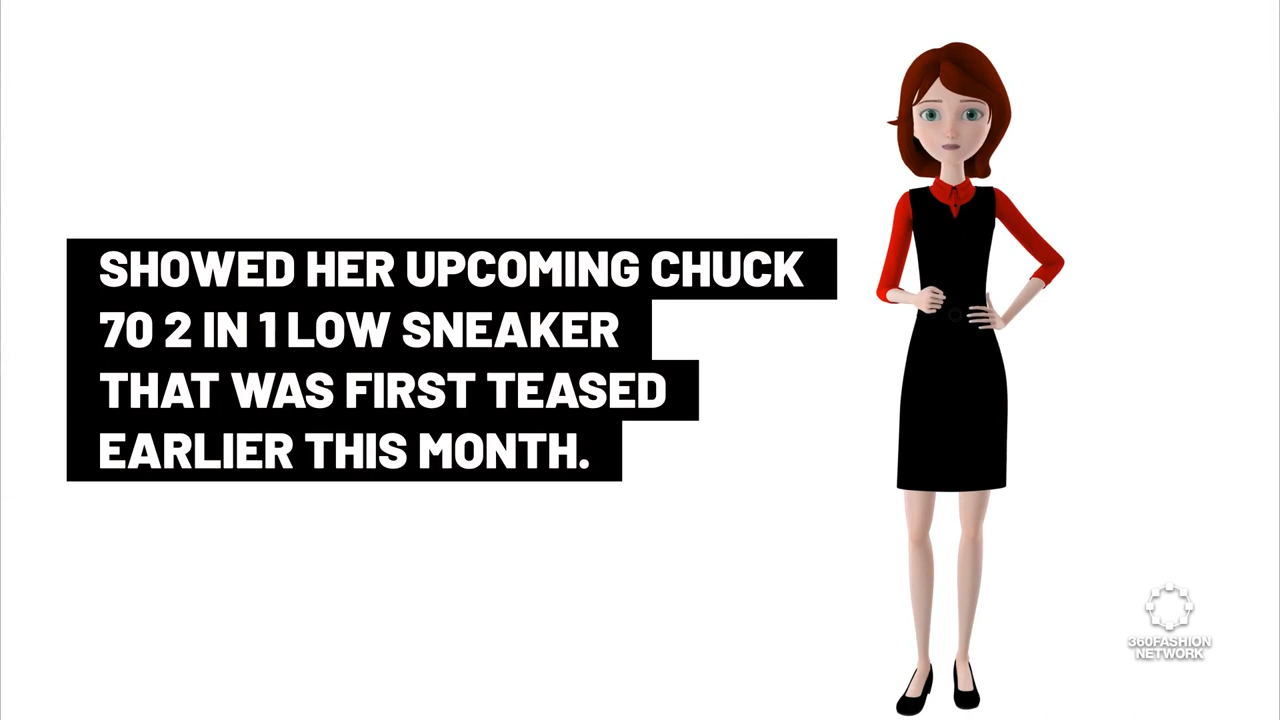 SHOWED HER UPCOMING CHUCK
70 2 IN 1 LOW SNEAKER
THAT WAS FIRST TEASED
EARLIER THIS MONTH.
360FASHION
NETWORK